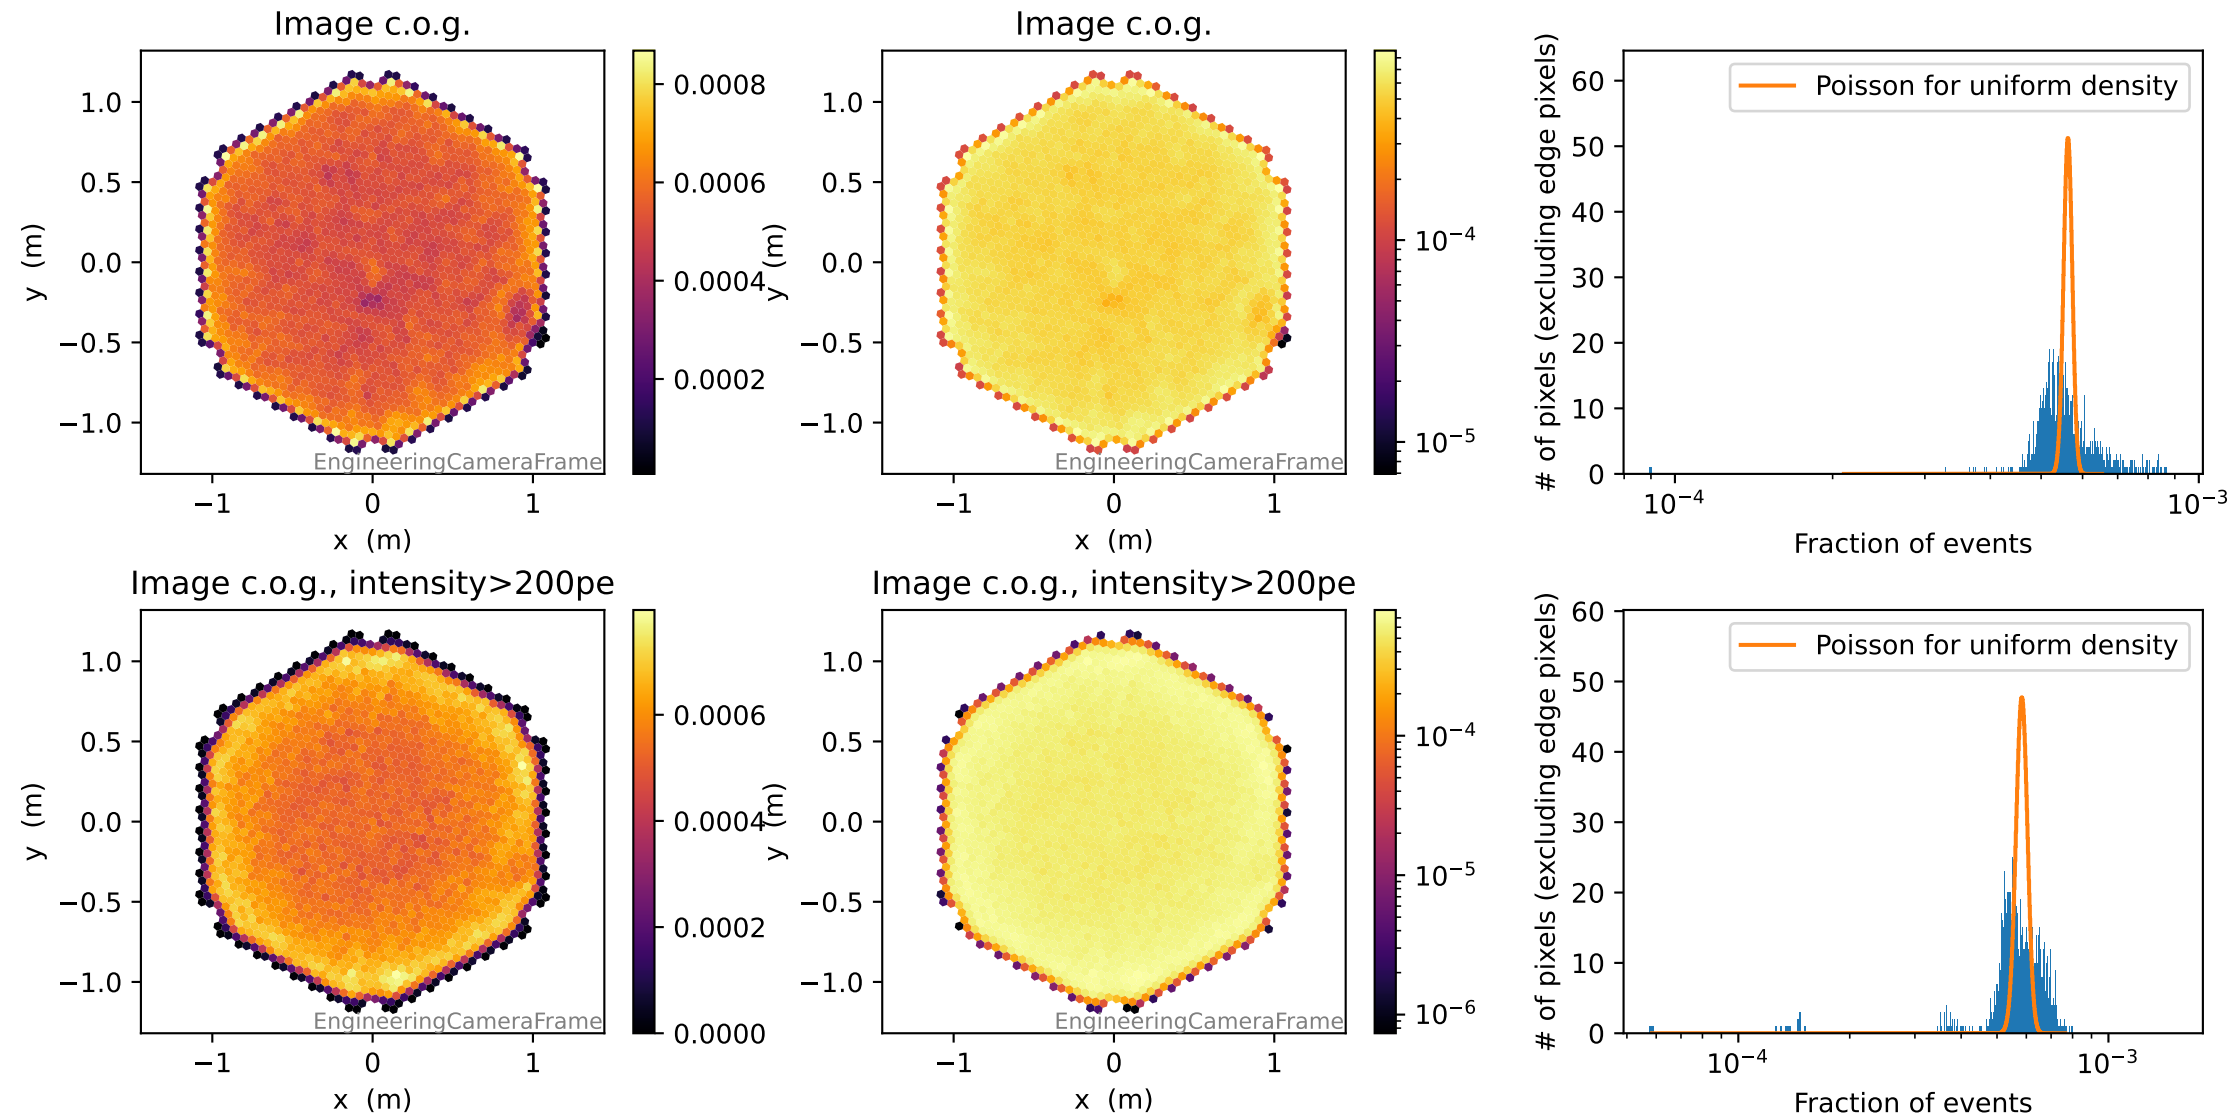 Image c.o.g.
1.0
0.5
0.0
−0.5
−1.0
−1
0
1
x (m)
y (m)
EngineeringCameraFrame
0.0008
0.0006
0.0004
0.0002
Image c.o.g.
1.0
0.5
0.0
−0.5
−1.0
−1
0
1
x (m)
y (m)
EngineeringCameraFrame
10⁻⁴
10⁻⁵
Poisson for uniform density
60
50
40
30
20
10
0
10⁻⁴
10⁻³
Fraction of events
# of pixels (excluding edge pixels)
Image c.o.g., intensity>200pe
1.0
0.5
0.0
−0.5
−1.0
−1
0
1
x (m)
y (m)
EngineeringCameraFrame
0.0006
0.0004
0.0002
0.0000
Image c.o.g., intensity>200pe
1.0
0.5
0.0
−0.5
−1.0
−1
0
1
x (m)
y (m)
EngineeringCameraFrame
10⁻⁴
10⁻⁵
10⁻⁶
Poisson for uniform density
60
50
40
30
20
10
0
10⁻⁴
10⁻³
Fraction of events
# of pixels (excluding edge pixels)